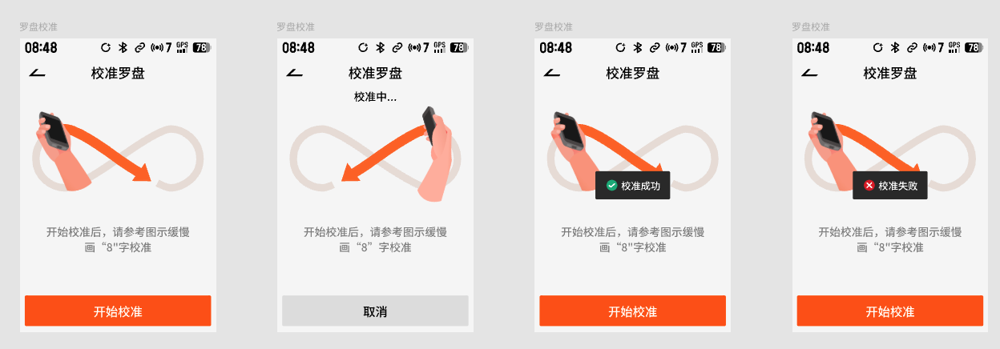 罗盘校准
08:48 7 GPS 78
校准罗盘
开始校准后，请参考图示缓慢
画“8"字校准
开始校准
罗盘校准
08:48 7 GPS 78
校准罗盘
校准中...
开始校准后，请参考图示缓慢
画“8”字校准
取消
罗盘校准
08:48 7 GPS 78
校准罗盘
校准成功
开始校准后，请参考图示缓慢
画“8"字校准
开始校准
罗盘校准
08:48 7 GPS 78
校准罗盘
校准失败
开始校准后，请参考图示缓慢
画“8"字校准
开始校准